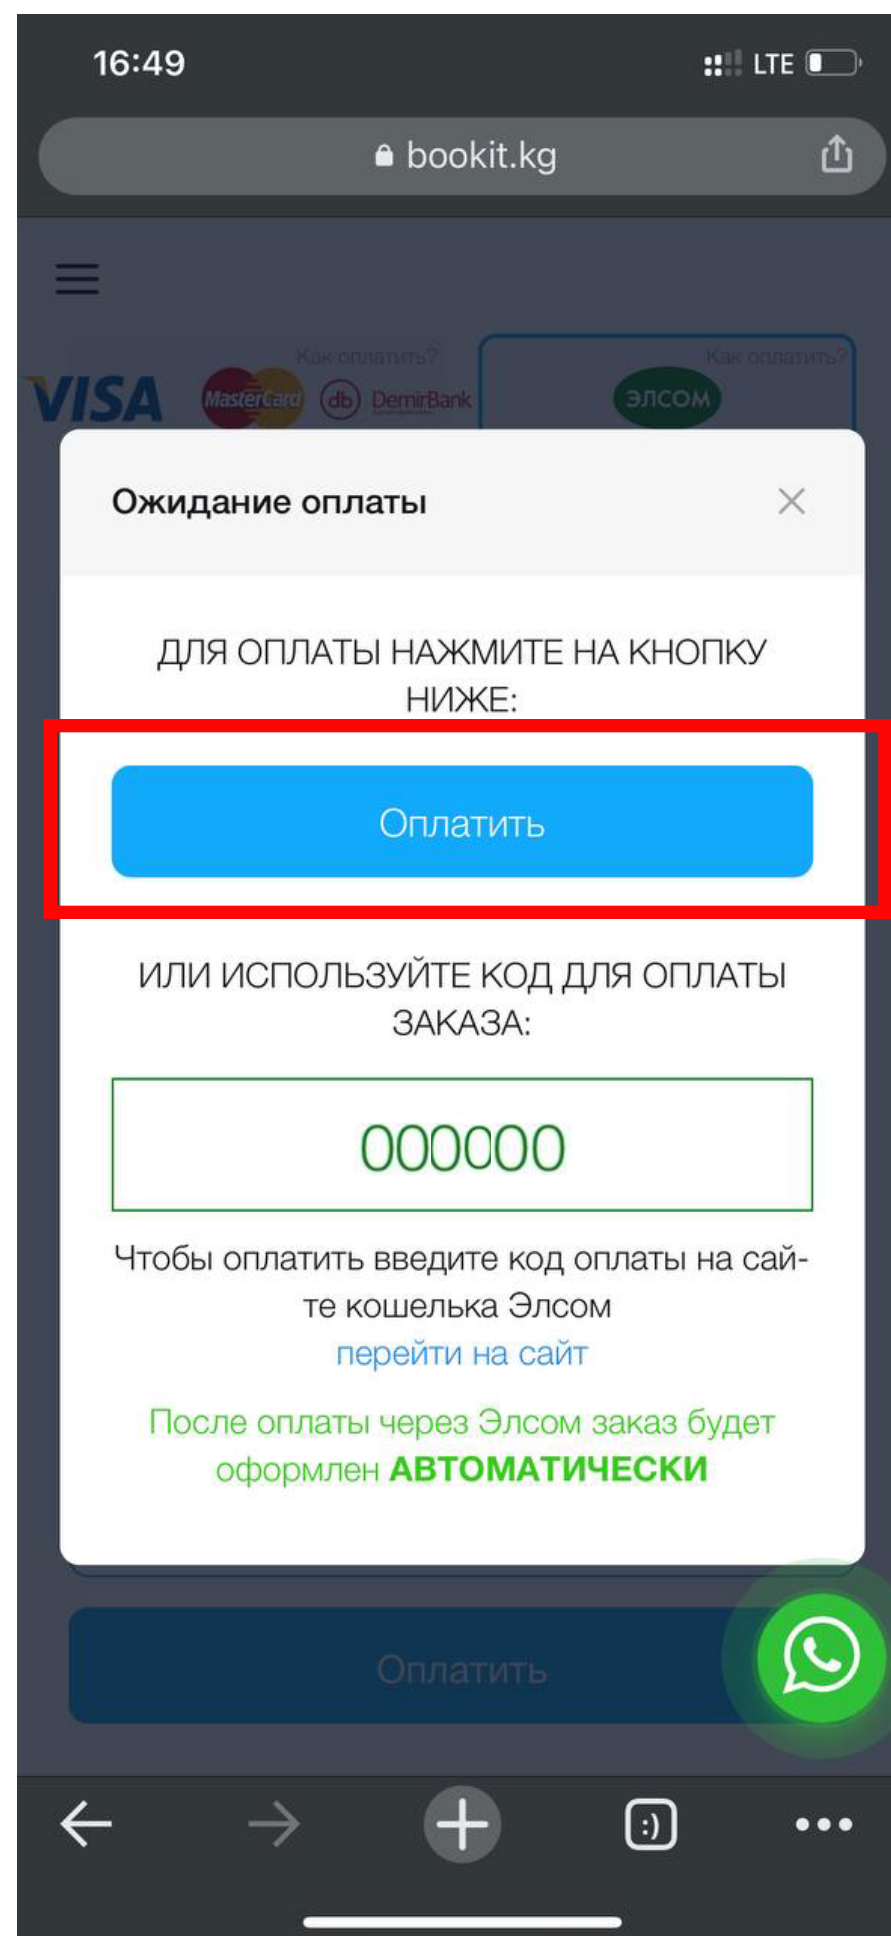 16:49
LTE
bookit.kg
Как оплатить?
Как оплатить?
VISA
MasterCard
db DemirBank
ЭЛСОМ
Ожидание оплаты
ДЛЯ ОПЛАТЫ НАЖМИТЕ НА КНОПКУ
НИЖЕ:
Оплатить
ИЛИ ИСПОЛЬЗУЙТЕ КОД ДЛЯ ОПЛАТЫ
ЗАКАЗА:
000000
Чтобы оплатить введите код оплаты на сай-
те кошелька Элсом
перейти на сайт
После оплаты через Элсом заказ будет
оформлен АВТОМАТИЧЕСКИ
Оплатить
:)